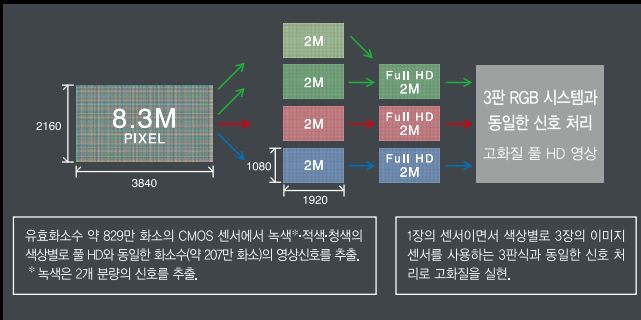 2M
2M
2M
2M
Full HD
2M
Full HD
2M
Full HD
2M
8.3M
PIXEL
2160
3840
1080
1920
3판 RGB 시스템과
동일한 신호 처리
고화질 풀 HD 영상
유효화소수 약 829만 화소의 CMOS 센서에서 녹색*·적색·청색의
색상별로 풀 HD와 동일한 화소수(약 207만 화소)의 영상신호를 추출.
* 녹색은 2개 분량의 신호를 추출.
1장의 센서이면서 색상별로 3장의 이미지
센서를 사용하는 3판식과 동일한 신호 처
리로 고화질을 실현.